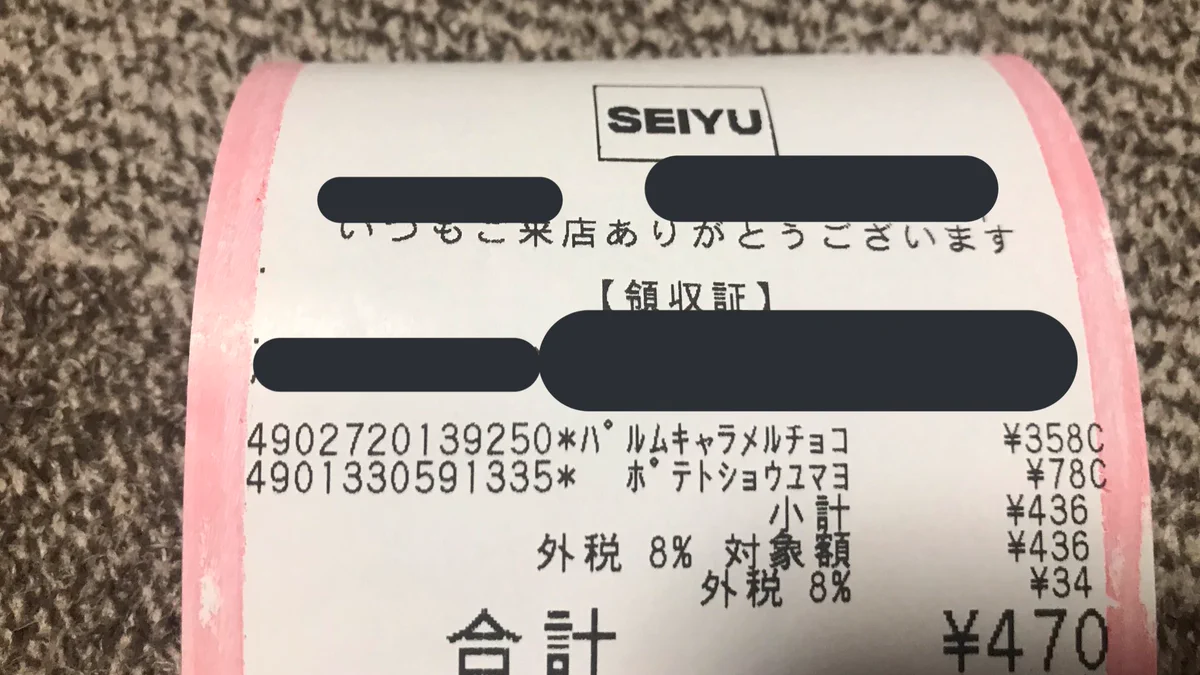 SEIYU
いつもご来店ありがとうございます
【領収証】
4902720139250*ﾊﾟﾙﾑｷｬﾗﾒﾙﾁｮｺ ¥358C
4901330591335* ﾎﾟﾃﾄｼｮｳﾕﾏﾖ ¥78C
小計 ¥436
外税 8% 対象額 ¥436
外税 8% ¥34
合計 ¥470